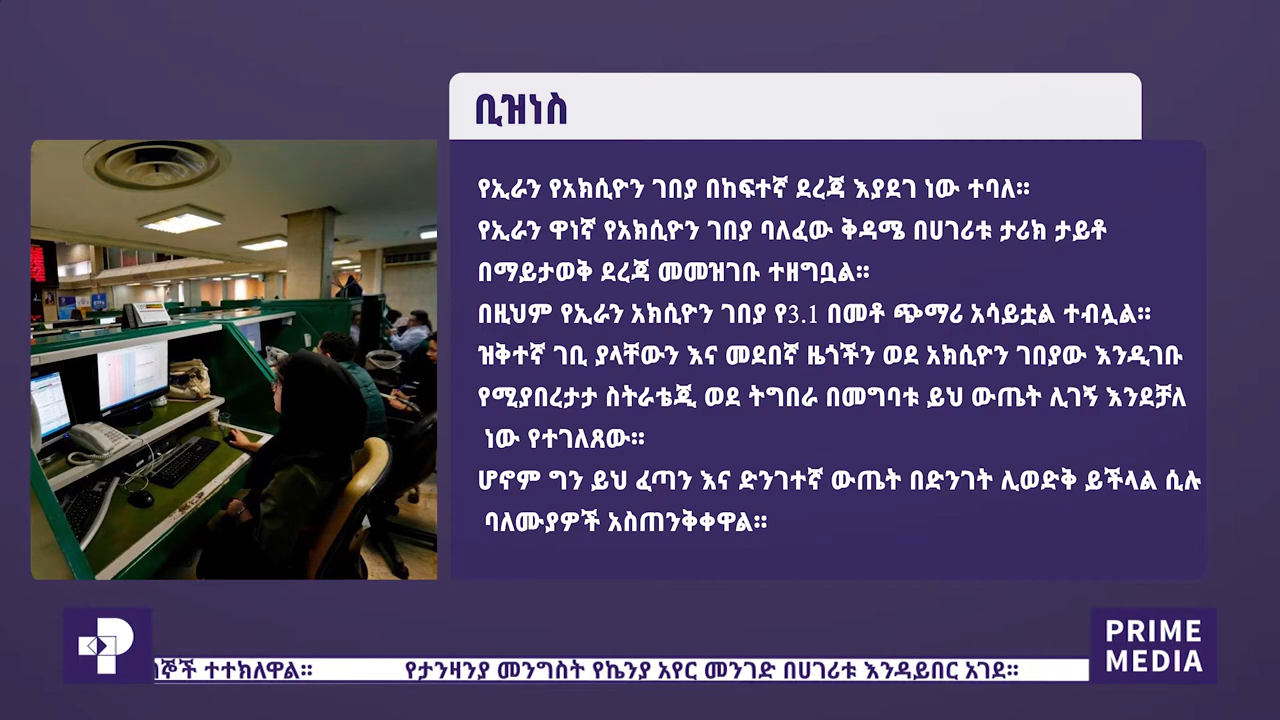 ቢዝነስ
የኢራን የአክሲዮን ገበያ በከፍተኛ ደረጃ እያደገ ነው ተባለ።
የኢራን ዋነኛ የአክሲዮን ገበያ ባለፈው ቅዳሜ በሀገሪቱ ታሪክ ታይቶ
በማይታወቅ ደረጃ መመዝገቡ ተዘግቧል።
በዚህም የኢራን አክሲዮን ገበያ የ3.1 በመቶ ጭማሪ አሳይቷል ተብሏል።
ዝቅተኛ ገቢ ያላቸውን እና መደበኛ ዜጎችን ወደ አክሲዮን ገበያው እንዲገቡ
የሚያበረታታ ስትራቴጂ ወደ ትግበራ በመግባቱ ይህ ውጤት ሊገኝ እንደቻለ
ነው የተገለጸው።
ሆኖም ግን ይህ ፈጣን እና ድንገተኛ ውጤት በድንገት ሊወድቅ ይችላል ሲሉ
ባለሙያዎች አስጠንቅቀዋል።
ተተክለዋል። የታንዛንያ መንግስት የኬንያ አየር መንገድ በሀገሪቱ እንዳይበር አገደ።
PRIME
MEDIA